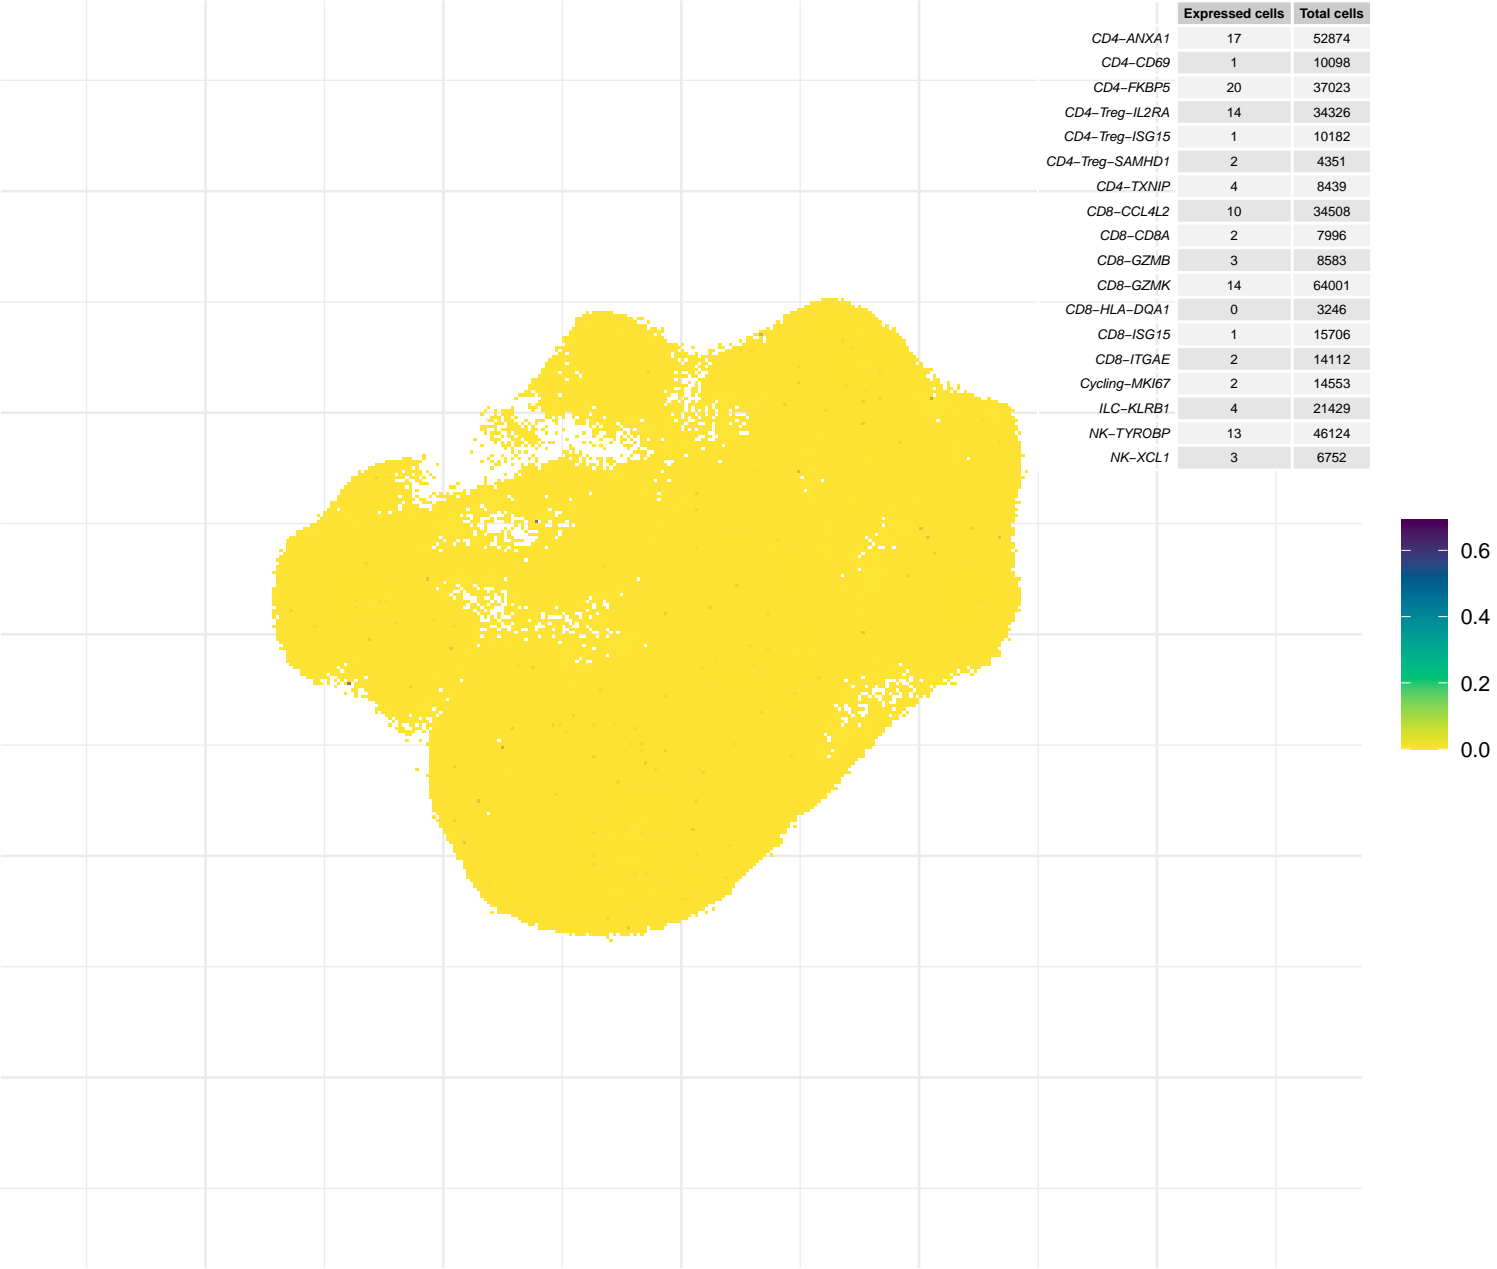 Expressed cells Total cells
CD4−ANXA1 17 52874
CD4−CD69 1 10098
CD4−FKBP5 20 37023
CD4−Treg−IL2RA 14 34326
CD4−Treg−ISG15 1 10182
CD4−Treg−SAMHD1 2 4351
CD4−TXNIP 4 8439
CD8−CCL4L2 10 34508
CD8−CD8A 2 7996
CD8−GZMB 3 8583
CD8−GZMK 14 64001
CD8−HLA−DQA1 0 3246
CD8−ISG15 1 15706
CD8−ITGAE 2 14112
Cycling−MKI67 2 14553
ILC−KLRB1 4 21429
NK−TYROBP 13 46124
NK−XCL1 3 6752
0.6
0.4
0.2
0.0